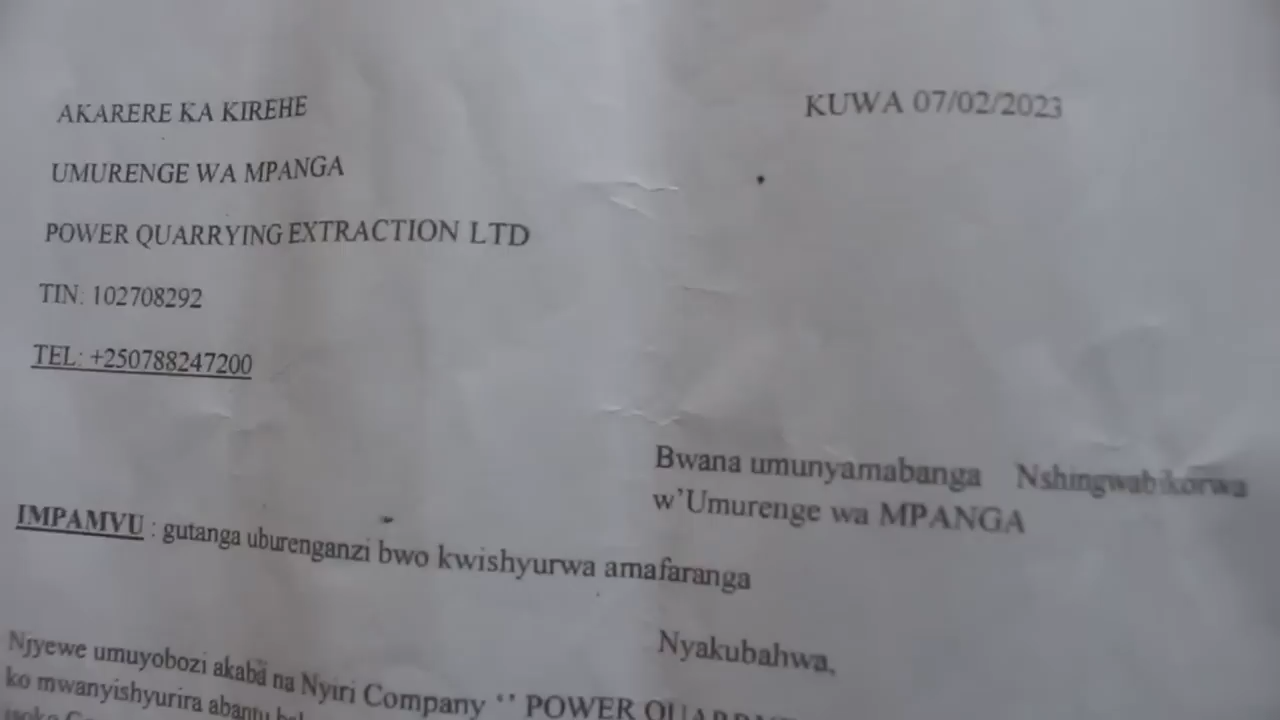 AKARERE KA KIREHE
KUWA 07/02/2023
UMURENGE WA MPANGA
POWER QUARRYING EXTRACTION LTD
TIN: 102708292
TEL: +250788247200
Bwana umunyamabanga Nshingwabikorwa
w'Umurenge wa MPANGA
IMPAMVU : gutanga uburenganzi bwo kwishyurwa amafaranga
Nyakubahwa,
Njyewe umuyobozi akaba na Nyiri Company ‘’ POWER
ko mwanyishyurira abantu